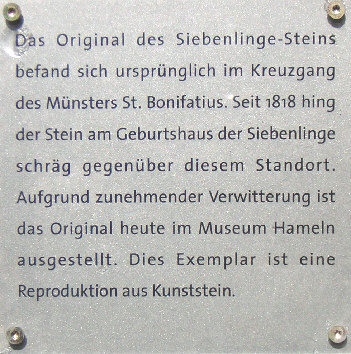 Das Original des Siebenlinge-Steins
befand sich ursprünglich im Kreuzgang
des Münsters St. Bonifatius. Seit 1818 hing
der Stein am Geburtshaus der Siebenlinge
schräg gegenüber diesem Standort.
Aufgrund zunehmender Verwitterung ist
das Original heute im Museum Hameln
ausgestellt. Dies Exemplar ist eine
Reproduktion aus Kunststein.